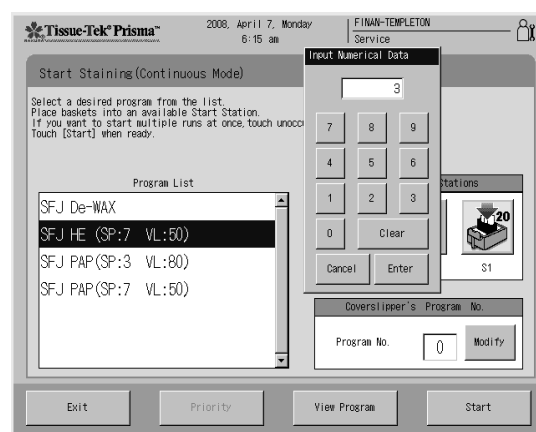 Tissue-Tek® Prisma™
2008, April 7, Monday
6:15 am
FINAN-TEMPLETON
Service
Input Numerical Data
3
7 8 9
4 5 6
1 2 3
0 Clear
Cancel Enter
Start Staining(Continuous Mode)
Select a desired program from the list.
Place baskets into an available Start Station.
If you want to start multiple runs at once, touch
Touch [Start] when ready.
Program List
SFJ De-WAX
SFJ HE (SP:7 VL:50)
SFJ PAP(SP:3 VL:80)
SFJ PAP(SP:7 VL:50)
Stations
20
S1
Coverslipper's Program No.
Program No. 0 Modify
Exit Priority View Program Start